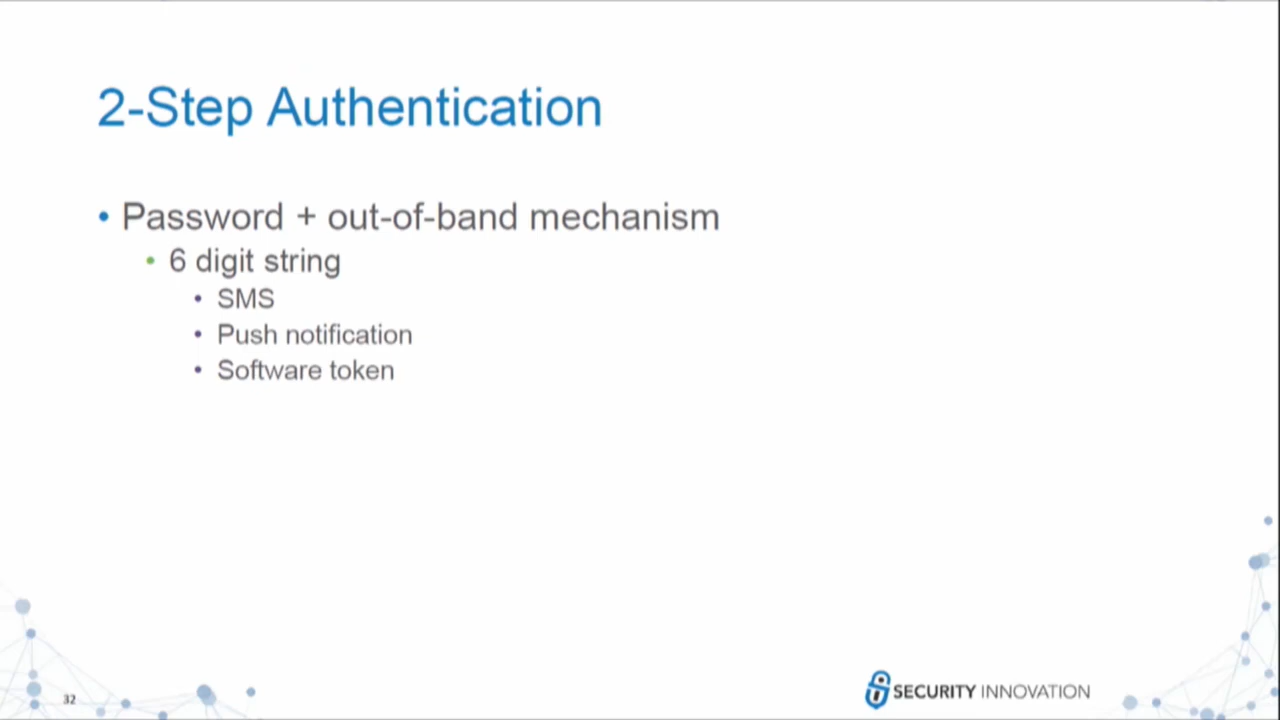 2-Step Authentication
• Password + out-of-band mechanism
• 6 digit string
• SMS
• Push notification
• Software token
32
SECURITY INNOVATION